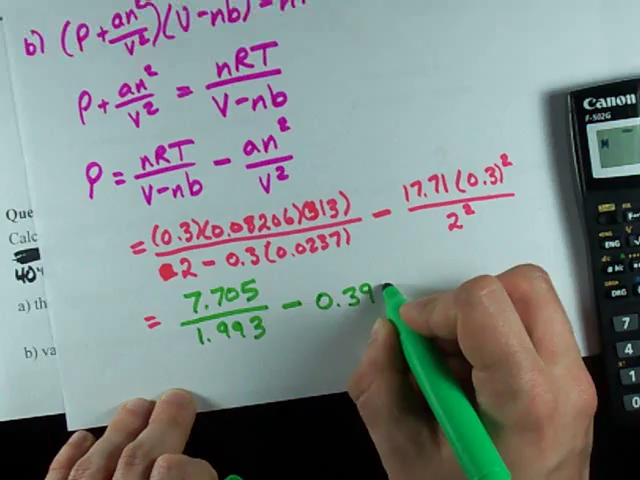 b) (P + an²/v²)(V - nb) = n
P + an²/v² = nRT/V - nb
P = nRT/V - nb - an²/v²
= (0.3)(0.08206)(313)/2 - 0.3(0.0237) - 17.71(0.3)²/2²
= 7.705/1.993 - 0.39
Que
Calc
40°
a) th
b) va
Canon
F-502G
M
ENG
DRG
7
4
1
0